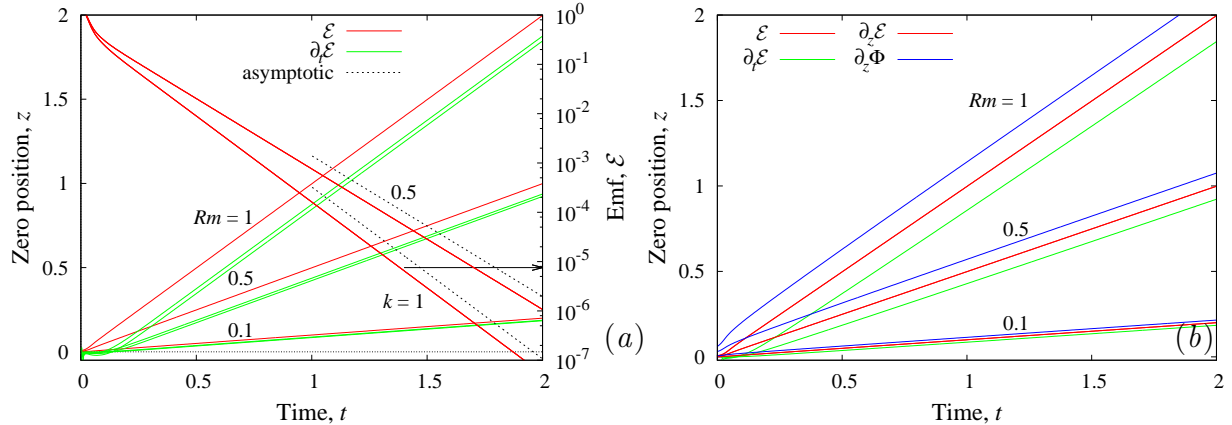 2
1.5
1
0.5
0
Zero position, z
0
0.5
1
1.5
2
Time, t
ℰ
∂tℰ
asymptotic
Rm = 1
0.5
0.1
0.5
k = 1
10^0
10^-1
10^-2
10^-3
10^-4
10^-5
10^-6
10^-7
Emf, ℰ
(a)
2
1.5
1
0.5
0
Zero position, z
0
0.5
1
1.5
2
Time, t
ℰ
∂tℰ
∂zℰ
∂zΦ
Rm = 1
0.5
0.1
(b)